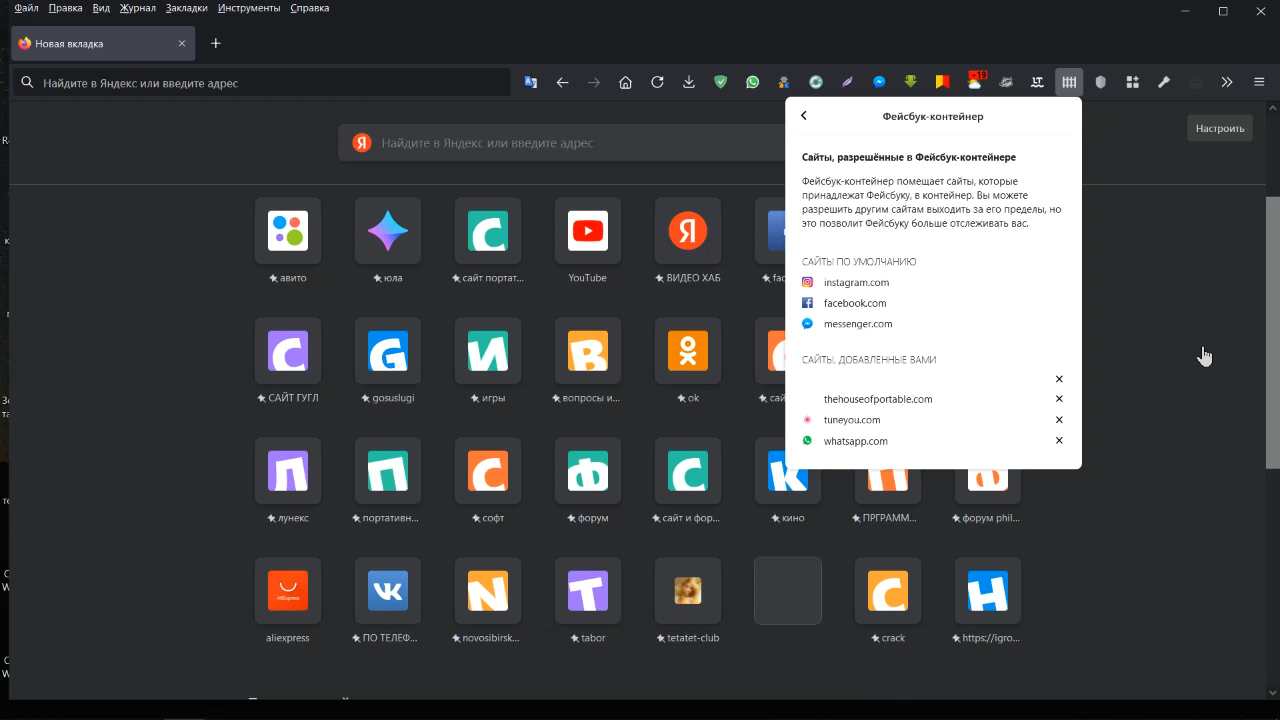 Файл Правка Вид Журнал Закладки Инструменты Справка
Новая вкладка
Найдите в Яндекс или введите адрес
19
Найдите в Яндекс или введите адрес
Настроить
Фейсбук-контейнер
Сайты, разрешённые в Фейсбук-контейнере
Фейсбук-контейнер помещает сайты, которые
принадлежат Фейсбуку, в контейнер. Вы можете
разрешить другим сайтам выходить за его пределы, но
это позволит Фейсбуку больше отслеживать вас.
САЙТЫ ПО УМОЛЧАНИЮ
instagram.com
facebook.com
messenger.com
САЙТЫ, ДОБАВЛЕННЫЕ ВАМИ
thehouseofportable.com
tuneyou.com
whatsapp.com
С Я
авито юла сайт портат... YouTube ВИДЕО ХАБ fac
С G И В
САЙТ ГУГЛ gosuslugi игры вопросы и... ok сай
Л П С Ф С К П Ф
лунекс портативн... софт форум сайт и фор... кино ПРГРАММ... форум phil...
AliExpress N T С Н
aliexpress ПО ТЕЛЕФ... novosibirsk... tabor tetatet-club crack https://igro...